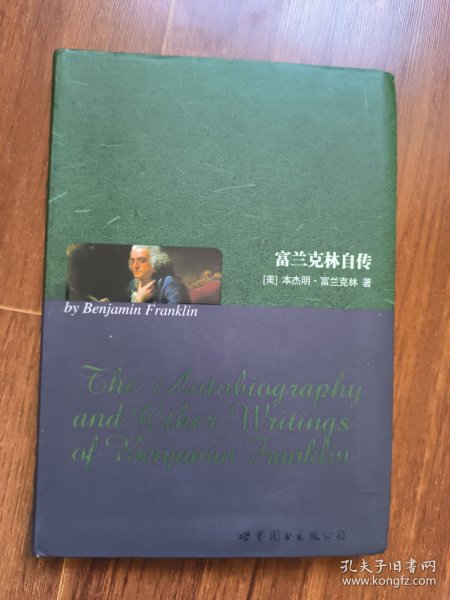 富兰克林自传
[美] 本杰明·富兰克林 著
by Benjamin Franklin
The Autobiography
and Other Writings
of Benjamin Franklin
世界图书出版公司
孔夫子旧书网
www.kongfz.com